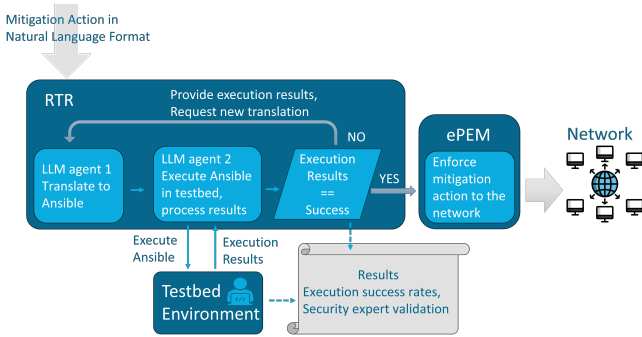 Mitigation Action in
Natural Language Format
RTR
Provide execution results,
Request new translation
NO
LLM agent 1
Translate to
Ansible
LLM agent 2
Execute Ansible
in testbed,
process results
Execution
Results
==
Success
YES
ePEM
Enforce
mitigation
action to the
network
Network
Execute
Ansible
Execution
Results
Testbed
Environment
Results
Execution success rates,
Security expert validation